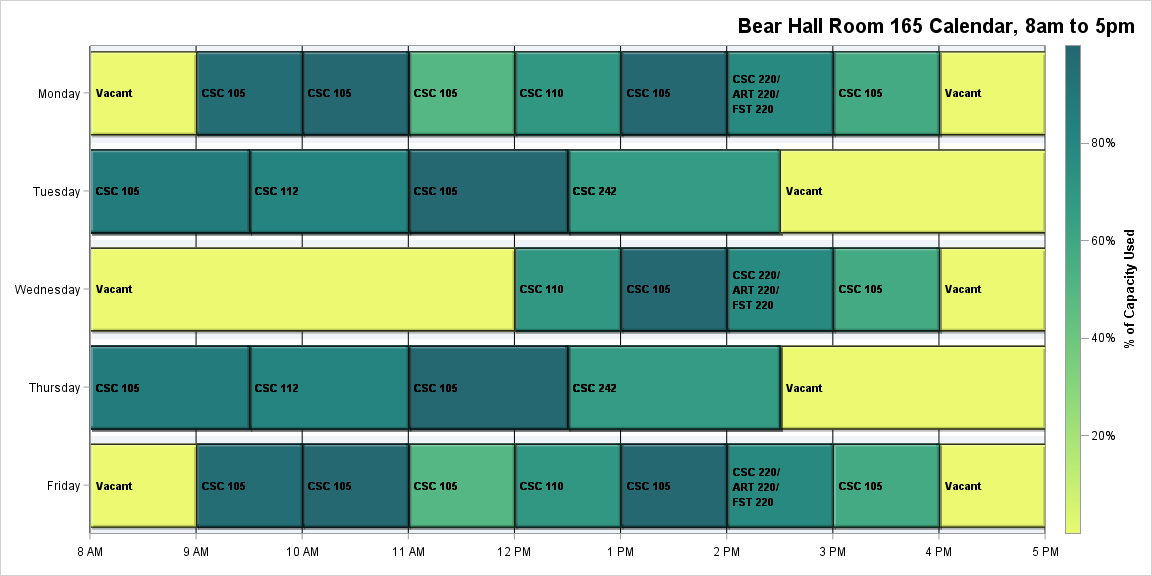 Bear Hall Room 165 Calendar, 8am to 5pm
Monday
Vacant
CSC 105
CSC 105
CSC 105
CSC 110
CSC 105
CSC 220/
ART 220/
FST 220
CSC 105
Vacant
Tuesday
CSC 105
CSC 112
CSC 105
CSC 242
Vacant
Wednesday
Vacant
CSC 110
CSC 105
CSC 220/
ART 220/
FST 220
CSC 105
Vacant
Thursday
CSC 105
CSC 112
CSC 105
CSC 242
Vacant
Friday
Vacant
CSC 105
CSC 105
CSC 105
CSC 110
CSC 105
CSC 220/
ART 220/
FST 220
CSC 105
Vacant
8 AM
9 AM
10 AM
11 AM
12 PM
1 PM
2 PM
3 PM
4 PM
5 PM
80%
60%
40%
20%
% of Capacity Used